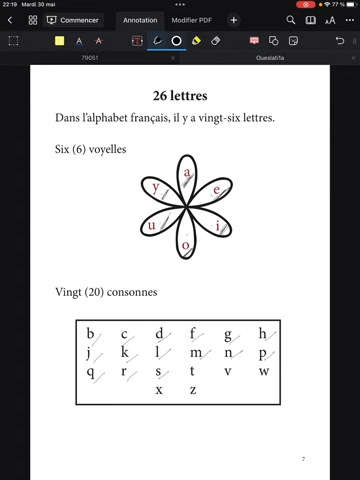 22:19 Mardi 30 mai 77 %
Commencer Annotation Modifier PDF
79051 Oueslati1a
26 lettres
Dans l'alphabet français, il y a vingt-six lettres.
Six (6) voyelles
a
y e
u i
o
Vingt (20) consonnes
b c d f g h
j k l m n p
q r s t v w
x z
7